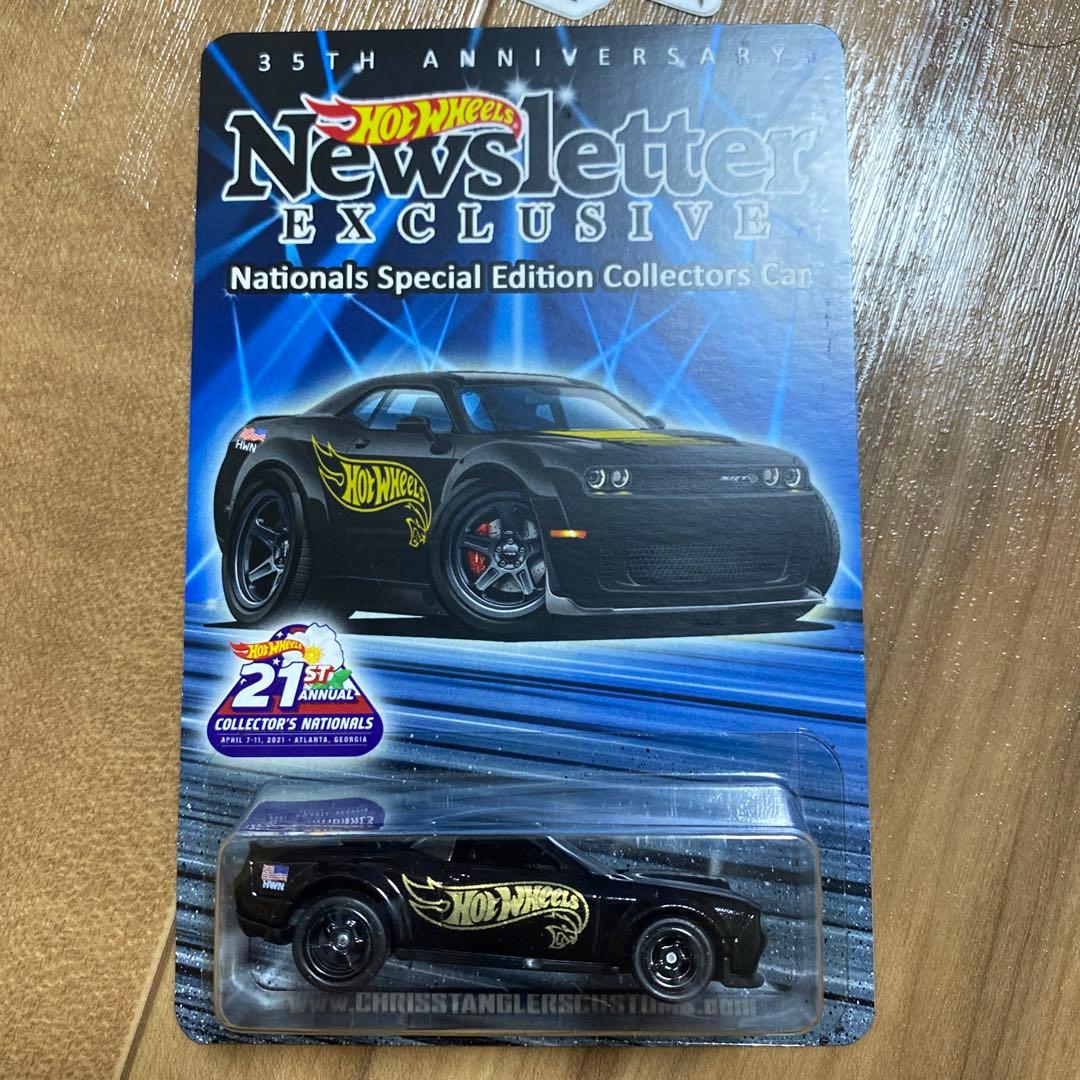 35TH ANNIVERSARY
HOT WHEELS
Newsletter
EXCLUSIVE
Nationals Special Edition Collectors Car
HWN
HOT WHEELS
SRT
HOT WHEELS
21ST
ANNUAL
COLLECTOR'S NATIONALS
APRIL 7-11, 2021 • ATLANTA, GEORGIA
HWN
HOT WHEELS
www.CHRISSTANGLERSCUSTOMS.com